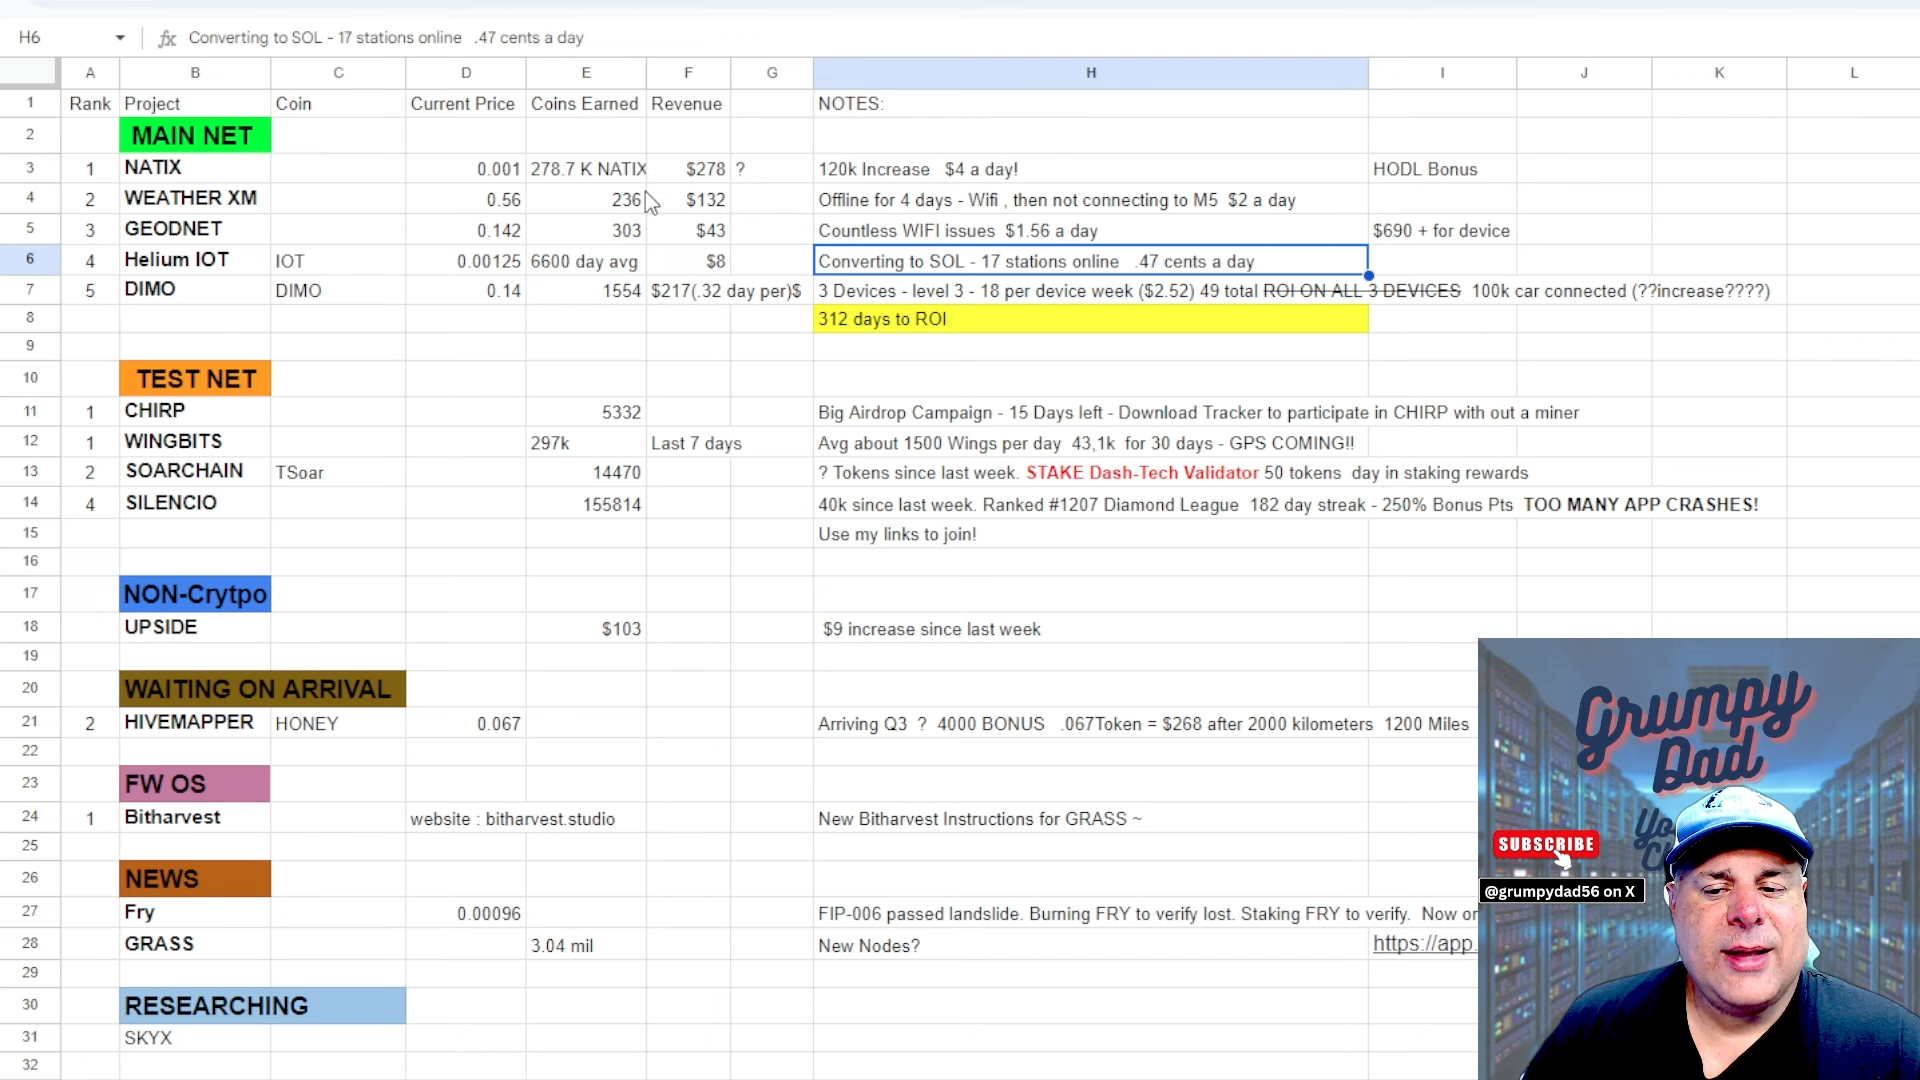 H6 fx Converting to SOL - 17 stations online .47 cents a day
A B C D E F G H I J K L
1 Rank Project Coin Current Price Coins Earned Revenue NOTES:
2 MAIN NET
3 1 NATIX 0.001 278.7 K NATIX $278 ? 120k Increase $4 a day! HODL Bonus
4 2 WEATHER XM 0.56 236 $132 Offline for 4 days - Wifi , then not connecting to M5 $2 a day
5 3 GEODNET 0.142 303 $43 Countless WIFI issues $1.56 a day $690 + for device
6 4 Helium IOT IOT 0.00125 6600 day avg $8 Converting to SOL - 17 stations online .47 cents a day
7 5 DIMO DIMO 0.14 1554 $217(.32 day per)$ 3 Devices - level 3 - 18 per device week ($2.52) 49 total ROI ON ALL 3 DEVICES 100k car connected (??increase????)
8 312 days to ROI
9
10 TEST NET
11 1 CHIRP 5332 Big Airdrop Campaign - 15 Days left - Download Tracker to participate in CHIRP with out a miner
12 1 WINGBITS 297k Last 7 days Avg about 1500 Wings per day 43,1k for 30 days - GPS COMING!!
13 2 SOARCHAIN TSoar 14470 ? Tokens since last week. STAKE Dash-Tech Validator 50 tokens day in staking rewards
14 4 SILENCIO 155814 40k since last week. Ranked #1207 Diamond League 182 day streak - 250% Bonus Pts TOO MANY APP CRASHES!
15 Use my links to join!
16
17 NON-Crytpo
18 UPSIDE $103 $9 increase since last week
19
20 WAITING ON ARRIVAL
21 2 HIVEMAPPER HONEY 0.067 Arriving Q3 ? 4000 BONUS .067Token = $268 after 2000 kilometers 1200 Miles
22
23 FW OS
24 1 Bitharvest website : bitharvest.studio New Bitharvest Instructions for GRASS ~
25
26 NEWS
27 Fry 0.00096 FIP-006 passed landslide. Burning FRY to verify lost. Staking FRY to verify. Now or
28 GRASS 3.04 mil New Nodes? https://app.
29
30 RESEARCHING
31 SKYX
32
Grumpy
Dad
SUBSCRIBE
@grumpydad56 on X